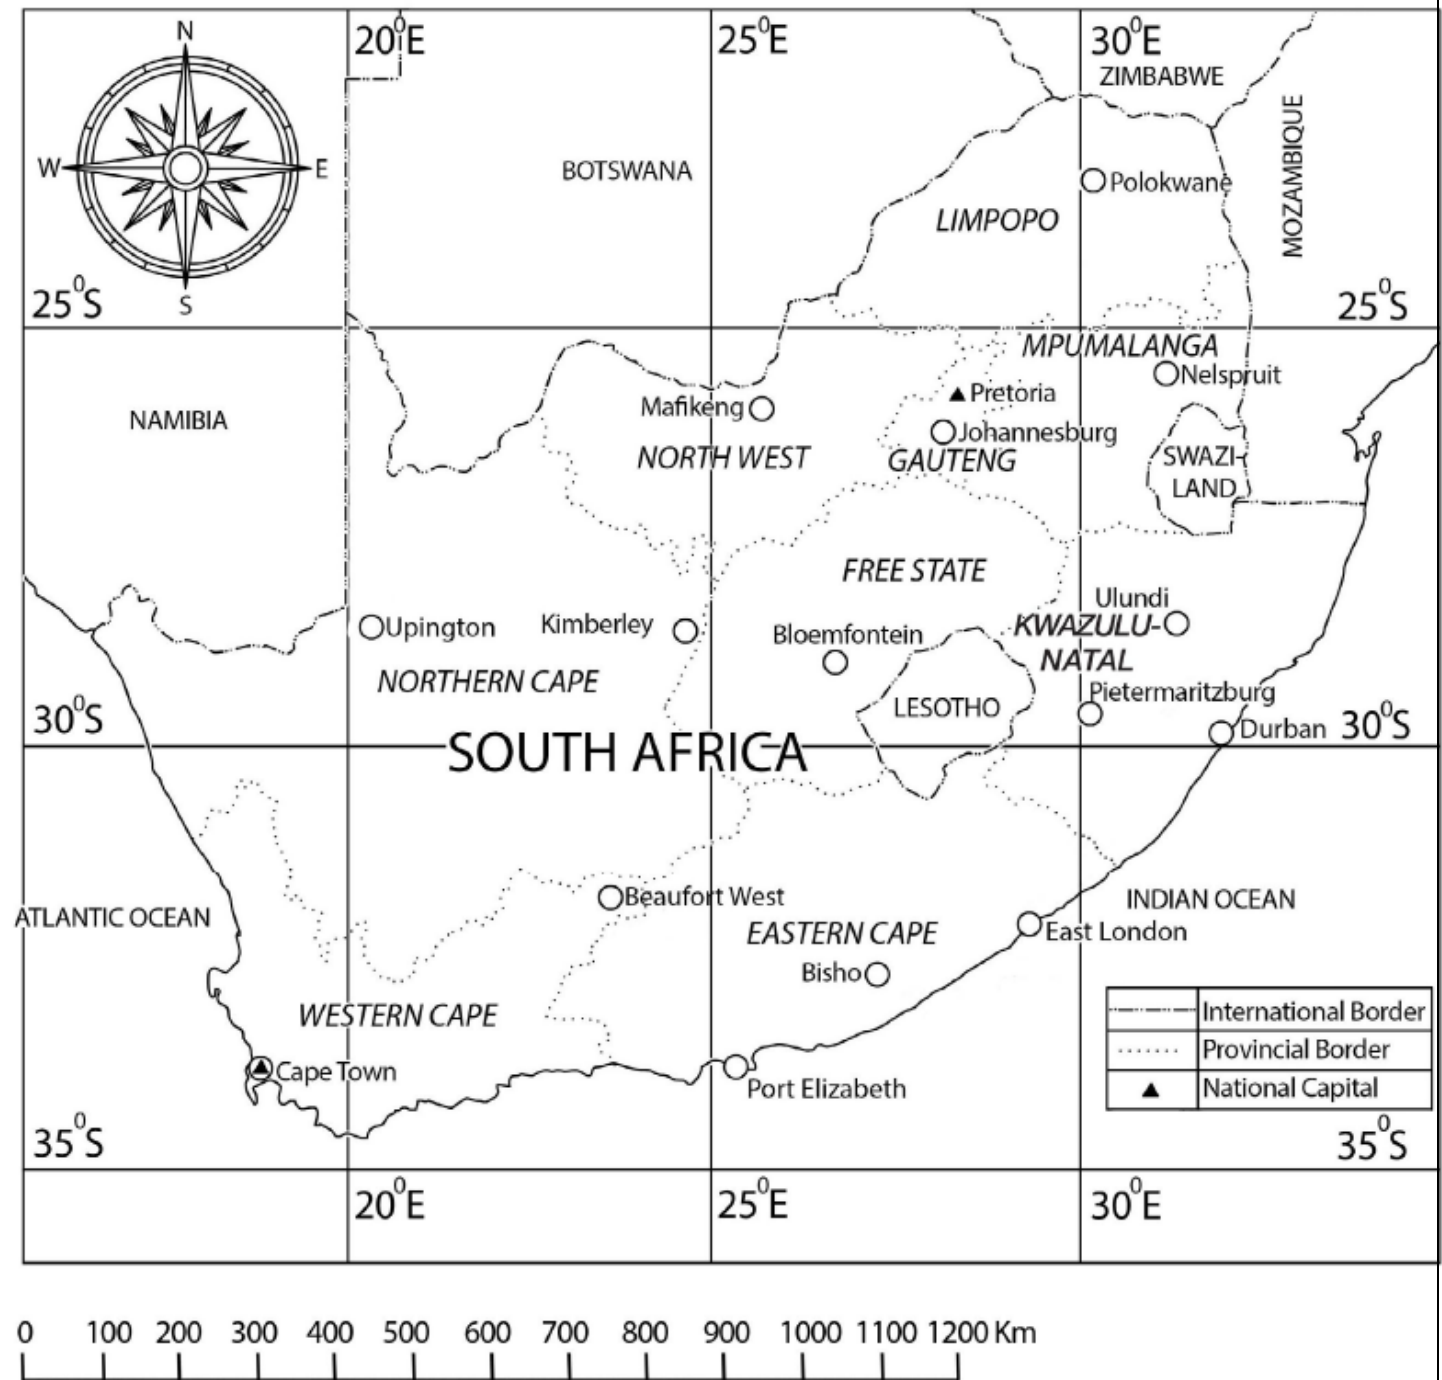 N
20⁰E
25⁰E
30⁰E
ZIMBABWE
MOZAMBIQUE
W
E
BOTSWANA
Polokwane
LIMPOPO
S
25⁰S
25⁰S
MPUMALANGA
Nelspruit
Pretoria
Mafikeng
NAMIBIA
Johannesburg
NORTH WEST
GAUTENG
SWAZI-
LAND
FREE STATE
Ulundi
Upington
Kimberley
Bloemfontein
KWAZULU-
NATAL
NORTHERN CAPE
Pietermaritzburg
LESOTHO
30⁰S
Durban
30⁰S
SOUTH AFRICA
Beaufort West
INDIAN OCEAN
ATLANTIC OCEAN
EASTERN CAPE
East London
Bisho
WESTERN CAPE
International Border
Provincial Border
Cape Town
Port Elizabeth
National Capital
35⁰S
35⁰S
20⁰E
25⁰E
30⁰E
0 100 200 300 400 500 600 700 800 900 1000 1100 1200 Km